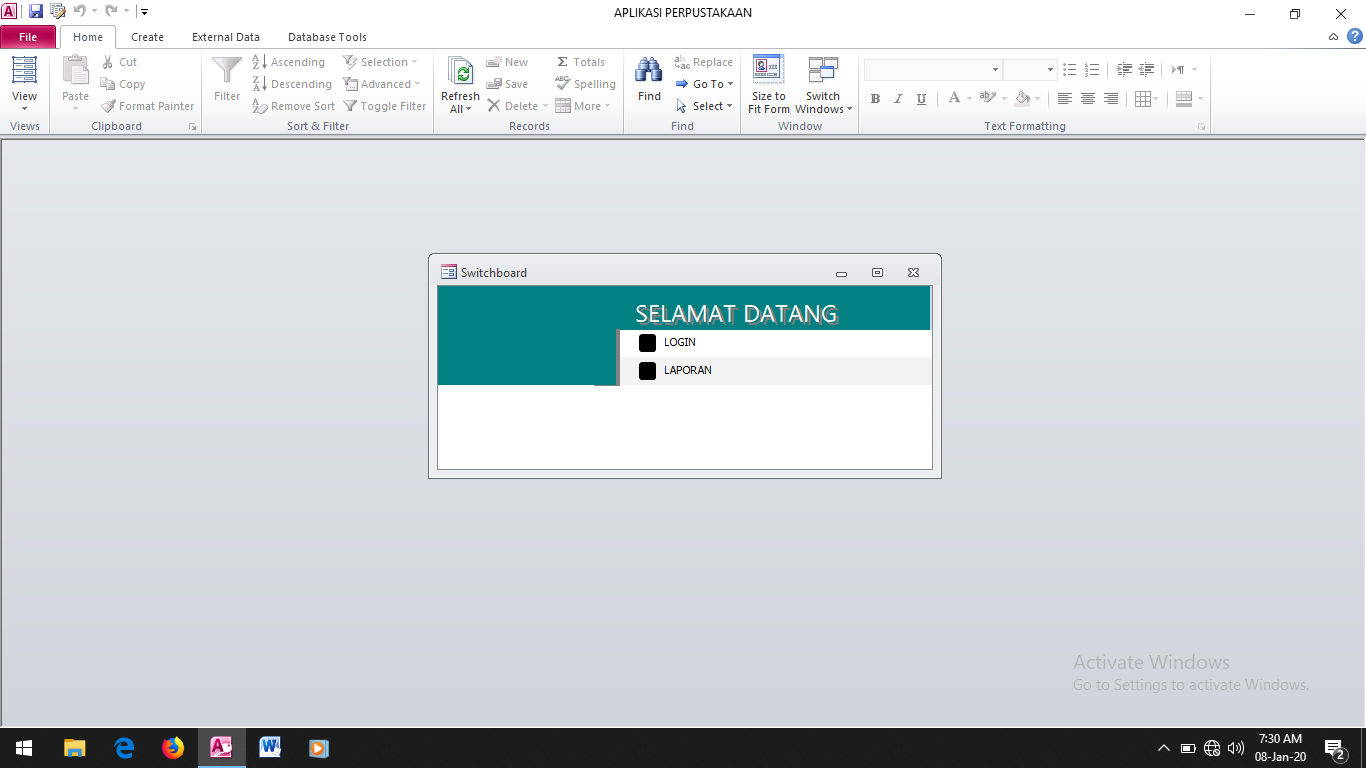 APLIKASI PERPUSTAKAAN
File Home Create External Data Database Tools
View
Views
Paste
Cut
Copy
Format Painter
Clipboard
Filter
Ascending
Descending
Remove Sort
Selection
Advanced
Toggle Filter
Sort & Filter
Refresh
All
New
Save
Delete
Totals
Spelling
More
Records
Find
Replace
Go To
Select
Find
Size to
Fit Form
Switch
Windows
Window
B I U A
Text Formatting
Switchboard
SELAMAT DATANG
LOGIN
LAPORAN
Activate Windows
Go to Settings to activate Windows.
7:30 AM
08-Jan-20
2